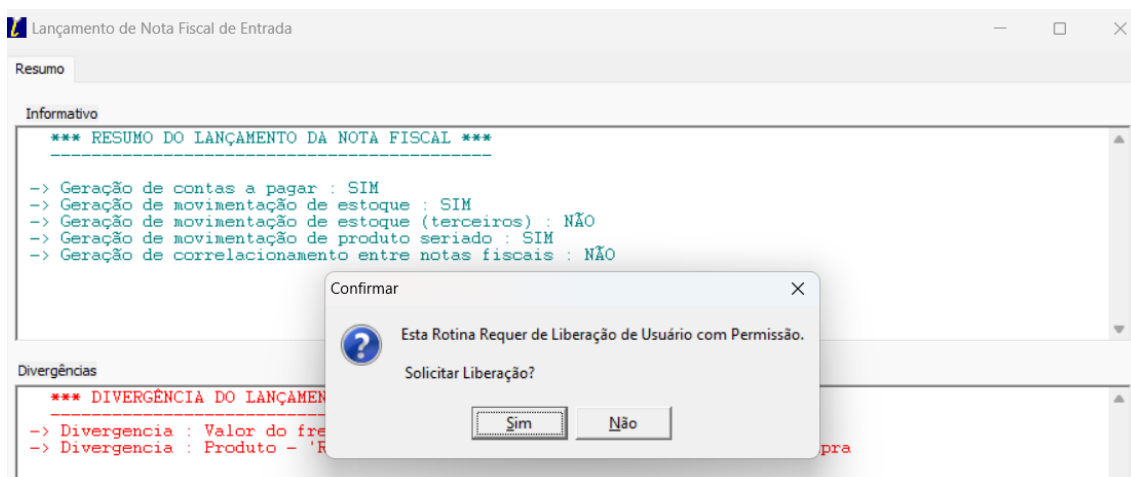 Lançamento de Nota Fiscal de Entrada
Resumo
Informativo
*** RESUMO DO LANÇAMENTO DA NOTA FISCAL ***
-> Geração de contas a pagar : SIM
-> Geração de movimentação de estoque : SIM
-> Geração de movimentação de estoque (terceiros) : NÃO
-> Geração de movimentação de produto seriado : SIM
-> Geração de correlacionamento entre notas fiscais : NÃO
Confirmar
Esta Rotina Requer de Liberação de Usuário com Permissão.
Solicitar Liberação?
Sim Não
Divergências
*** DIVERGÊNCIA DO LANÇAMEN
-> Divergencia : Valor do fre
-> Divergencia : Produto - 'R pra